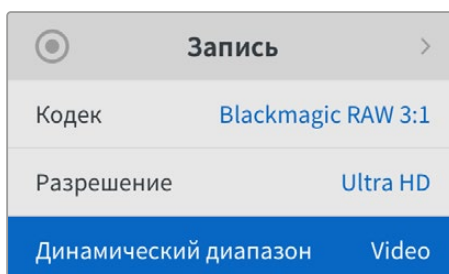 Запись
Кодек Blackmagic RAW 3:1
Разрешение Ultra HD
Динамический диапазон Video